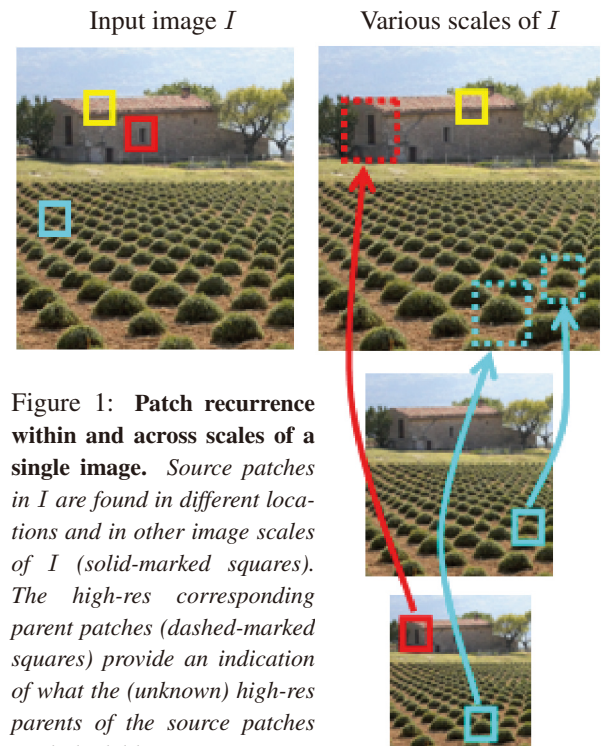 Input image I
Various scales of I
Figure 1: Patch recurrence
within and across scales of a
single image. Source patches
in I are found in different loca-
tions and in other image scales
of I (solid-marked squares).
The high-res corresponding
parent patches (dashed-marked
squares) provide an indication
of what the (unknown) high-res
parents of the source patches